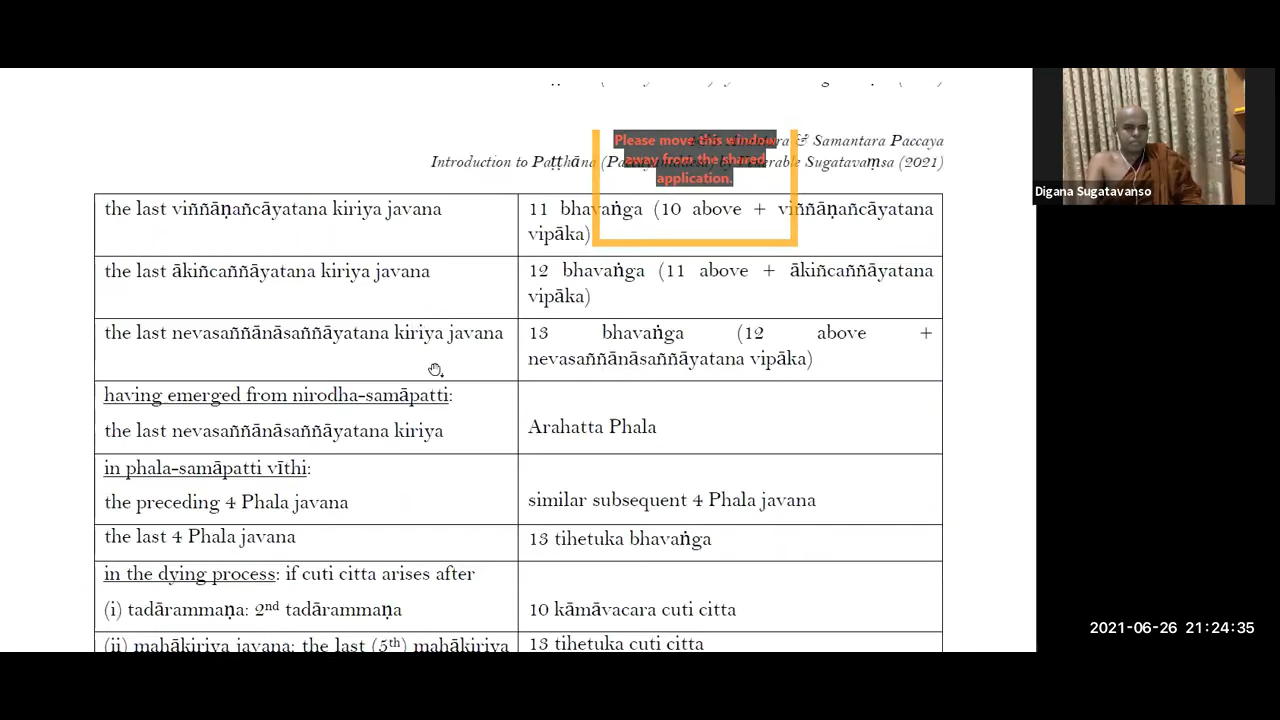 & Samantara Paccaya
Please move this window
away from the shared
application.
Introduction to Paṭṭhāna Sugatavaṃsa (2021)
the last viññāṇañcāyatana kiriya javana
11 bhavaṅga (10 above + viññāṇañcāyatana
vipāka)
the last ākiñcaññāyatana kiriya javana
12 bhavaṅga (11 above + ākiñcaññāyatana
vipāka)
the last nevasaññānāsaññāyatana kiriya javana
13 bhavaṅga (12 above +
nevasaññānāsaññāyatana vipāka)
having emerged from nirodha-samāpatti:
the last nevasaññānāsaññāyatana kiriya
Arahatta Phala
in phala-samāpatti vīthi:
the preceding 4 Phala javana
similar subsequent 4 Phala javana
the last 4 Phala javana
13 tihetuka bhavaṅga
in the dying process: if cuti citta arises after
(i) tadārammaṇa: 2nd tadārammaṇa
10 kāmāvacara cuti citta
(ii) mahākiriya javana: the last (5th) mahākiriya
13 tihetuka cuti citta
Digana Sugatavanso
2021-06-26 21:24:35